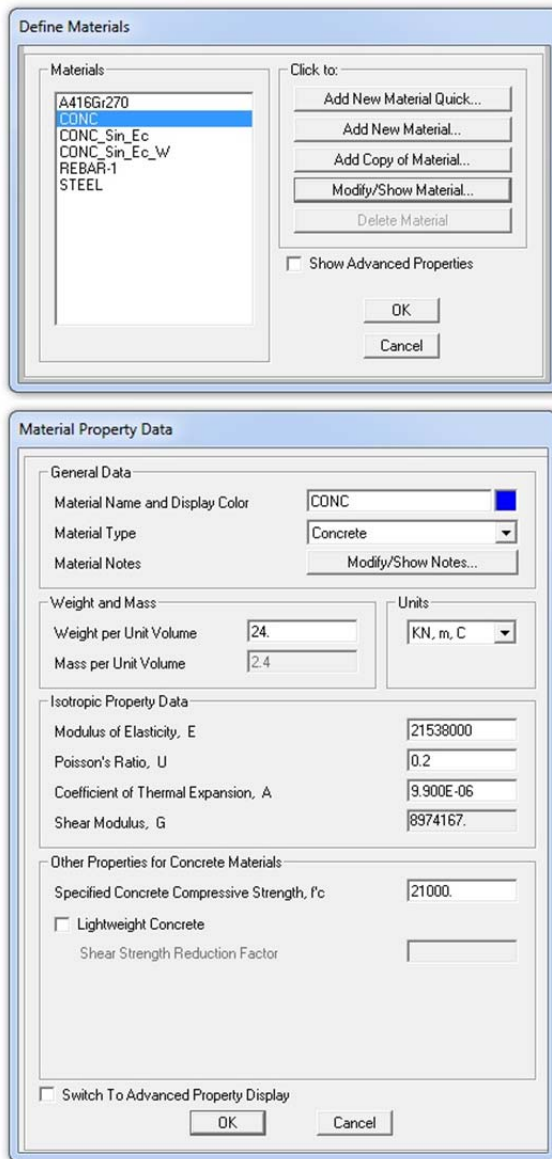 Define Materials
Materials
A416Gr270
CONC
CONC_Sin_Ec
CONC_Sin_Ec_W
REBAR-1
STEEL
Click to:
Add New Material Quick...
Add New Material...
Add Copy of Material...
Modify/Show Material...
Delete Material
Show Advanced Properties
OK
Cancel
Material Property Data
General Data
Material Name and Display Color CONC
Material Type Concrete
Material Notes Modify/Show Notes...
Weight and Mass Units
Weight per Unit Volume 24. KN, m, C
Mass per Unit Volume 2.4
Isotropic Property Data
Modulus of Elasticity, E 21538000
Poisson's Ratio, U 0.2
Coefficient of Thermal Expansion, A 9.900E-06
Shear Modulus, G 8974167.
Other Properties for Concrete Materials
Specified Concrete Compressive Strength, f'c 21000.
Lightweight Concrete
Shear Strength Reduction Factor
Switch To Advanced Property Display
OK Cancel